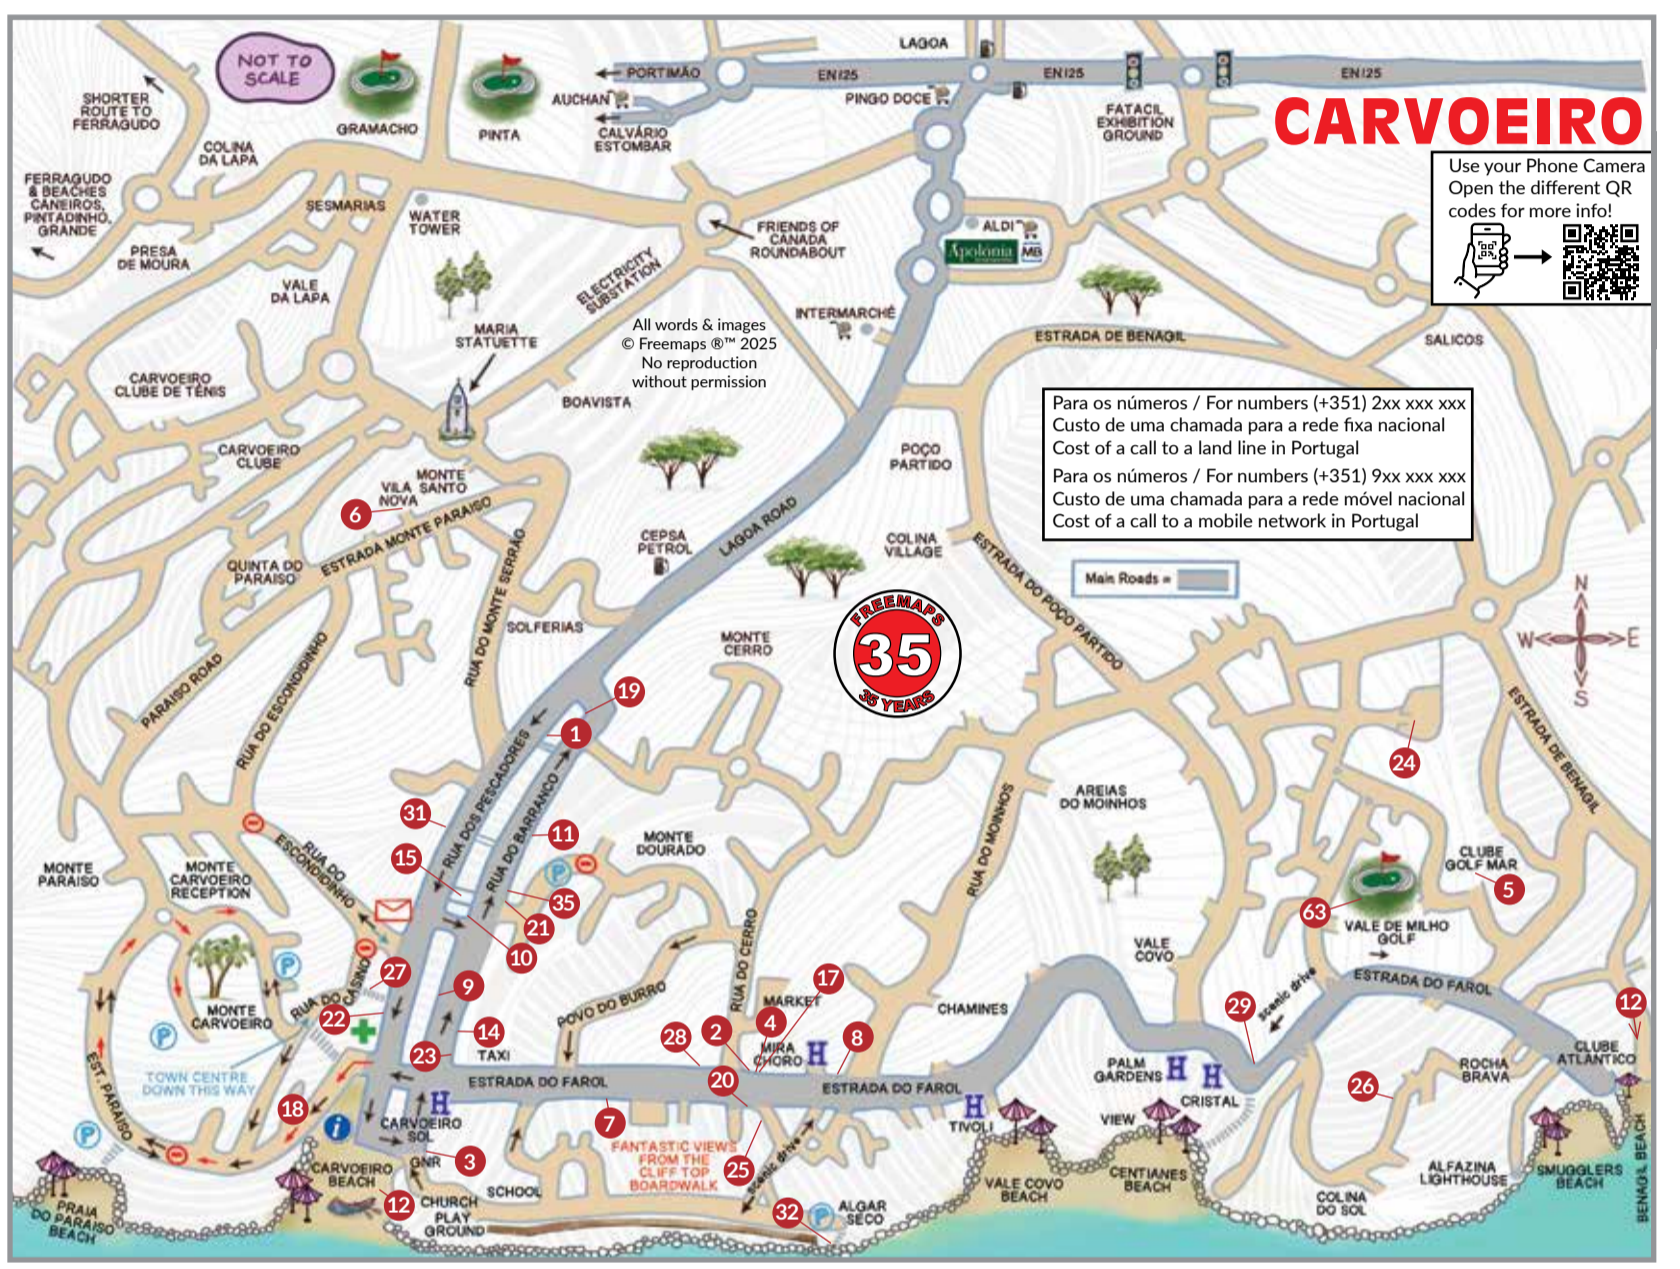 NOT TO
SCALE
SHORTER
ROUTE TO
FERRAGUDO
GRAMACHO
PINTA
PORTIMÃO
AUCHAN
CALVÁRIO
ESTOMBAR
EN125
LAGOA
PINGO DOCE
EN125
FATACIL
EXHIBITION
GROUND
EN125
CARVOEIRO
Use your Phone Camera
Open the different QR
codes for more info!
COLINA
DA LAPA
FERRAGUDO
& BEACHES
CANEIROS,
PINTADINHO,
GRANDE
SESMARIAS
WATER
TOWER
PRESA
DE MOURA
VALE
DA LAPA
ELECTRICITY
SUBSTATION
FRIENDS OF
CANADA
ROUNDABOUT
ALDI
Apolónia
MB
INTERMARCHÉ
MARIA
STATUETTE
All words & images
© Freemaps ®™ 2025
No reproduction
without permission
ESTRADA DE BENAGIL
SALICOS
CARVOEIRO
CLUBE DE TÉNIS
BOAVISTA
Para os números / For numbers (+351) 2xx xxx xxx
Custo de uma chamada para a rede fixa nacional
Cost of a call to a land line in Portugal
Para os números / For numbers (+351) 9xx xxx xxx
Custo de uma chamada para a rede móvel nacional
Cost of a call to a mobile network in Portugal
CARVOEIRO
CLUBE
POÇO
PARTIDO
MONTE
SANTO
VILA
NOVA
6
ESTRADA MONTE PARAISO
QUINTA DO
PARAISO
CEPSA
PETROL
LAGOA ROAD
COLINA
VILLAGE
ESTRADA DO POÇO PARTIDO
Main Roads =
N
W
E
S
RUA DO MONTE SERRÃO
SOLFERIAS
MONTE
CERRO
FREEMAPS
35
35 YEARS
PARAISO ROAD
RUA DO ESCONDINHO
19
1
RUA DOS PESCADORES
RUA DO BARRANCO
ESTRADA DE BENAGIL
24
31
11
15
35
21
10
MONTE
DOURADO
P
RUA DO MOINHOS
AREIAS
DO MOINHOS
CLUBE
GOLF MAR
5
63
VALE DE MILHO
GOLF
MONTE
PARAISO
MONTE
CARVOEIRO
RECEPTION
RUA DO
ESCONDIDINHO
P
MONTE
CARVOEIRO
RUA DO
CASINO
27
22
9
14
23
TAXI
POVO DO BURRO
RUA DO CERRO
MARKET
17
28
2
4
MIRA
CHORO
H
8
20
CHAMINES
VALE
COVO
29
scenic drive
ESTRADA DO FAROL
12
CLUBE
ATLANTICO
ROCHA
BRAVA
26
PALM
GARDENS
H
H
CRISTAL
P
TOWN CENTRE
DOWN THIS WAY
EST. PARAISO
P
18
i
ESTRADA DO FAROL
ESTRADA DO FAROL
H
CARVOEIRO
SOL
GNR
3
CARVOEIRO
BEACH
12
CHURCH
PLAY
GROUND
SCHOOL
7
FANTASTIC VIEWS
FROM THE
CLIFF TOP
BOARDWALK
25
scenic drive
32
P
ALGAR
SECO
H
TIVOLI
VIEW
VALE COVO
BEACH
CENTIANES
BEACH
COLINA
DO SOL
ALFAZINA
LIGHTHOUSE
SMUGGLERS
BEACH
BENAGIL BEACH
PRAIA
DO PARAISO
BEACH